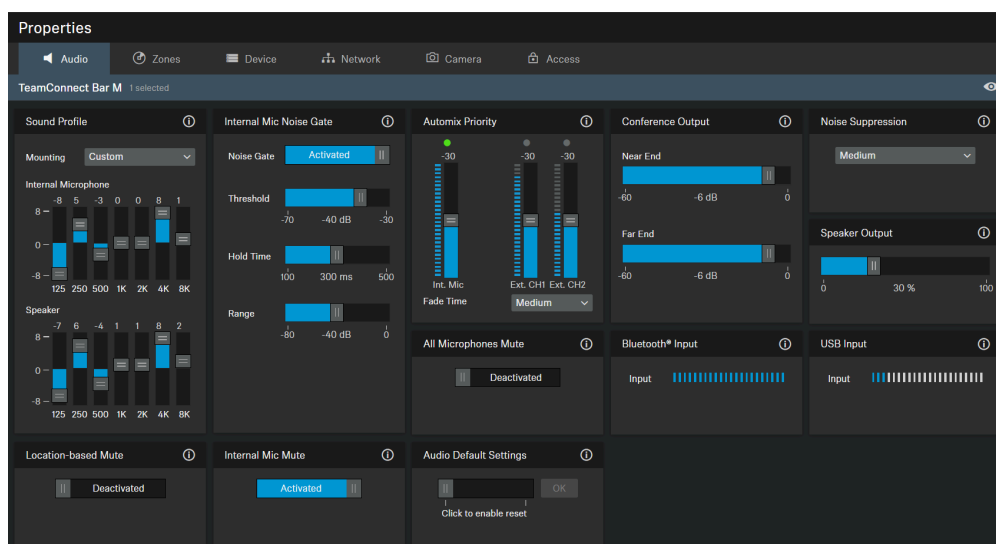 Properties
Audio Zones Device Network Camera Access
TeamConnect Bar M 1 selected
Sound Profile
Mounting Custom
Internal Microphone
-8 5 -3 0 0 8 1
8
0
-8
125 250 500 1K 2K 4K 8K
Speaker
-7 6 -4 1 1 8 2
8
0
-8
125 250 500 1K 2K 4K 8K
Internal Mic Noise Gate
Noise Gate Activated
Threshold
-70 -40 dB -30
Hold Time
100 300 ms 500
Range
-80 -40 dB 0
Automix Priority
-30 -30 -30
Int. Mic Ext. CH1 Ext. CH2
Fade Time Medium
Conference Output
Near End
-60 -6 dB 0
Far End
-60 -6 dB 0
Noise Suppression
Medium
Speaker Output
0 30 % 100
All Microphones Mute
Deactivated
Bluetooth® Input
Input
USB Input
Input
Location-based Mute
Deactivated
Internal Mic Mute
Activated
Audio Default Settings
OK
Click to enable reset